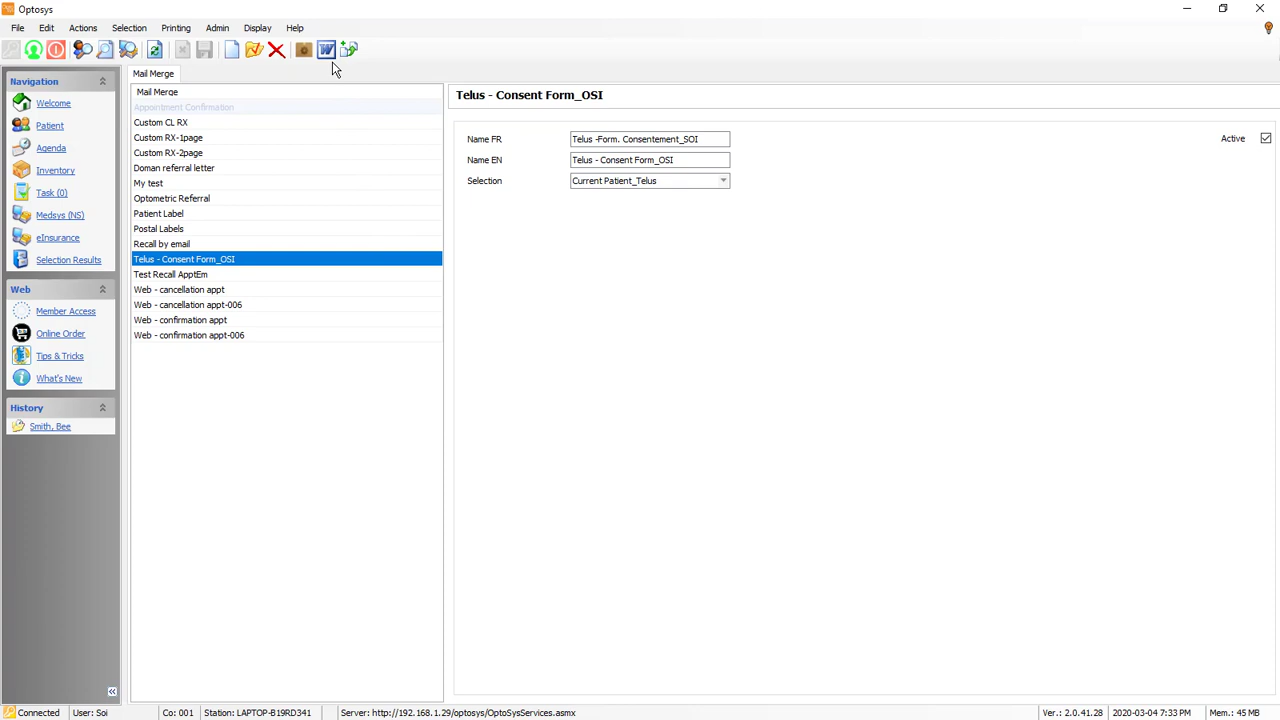 Optosys
File Edit Actions Selection Printing Admin Display Help
Navigation
Welcome
Patient
Agenda
Inventory
Task (0)
Medsys (NS)
eInsurance
Selection Results
Web
Member Access
Online Order
Tips & Tricks
What's New
History
Smith, Bee
Mail Merge
Mail Merge
Appointment Confirmation
Custom CL RX
Custom RX-1page
Custom RX-2page
Doman referral letter
My test
Optometric Referral
Patient Label
Postal Labels
Recall by email
Telus - Consent Form_OSI
Test Recall ApptEm
Web - cancellation appt
Web - cancellation appt-006
Web - confirmation appt
Web - confirmation appt-006
Telus - Consent Form_OSI
Name FR Telus -Form. Consentement_SOI Active
Name EN Telus - Consent Form_OSI
Selection Current Patient_Telus
Connected User: Soi Co: 001 Station: LAPTOP-B19RD341 Server: http://192.168.1.29/optosys/OptoSysServices.asmx Ver.: 2.0.41.28 2020-03-04 7:33 PM Mem.: 45 MB